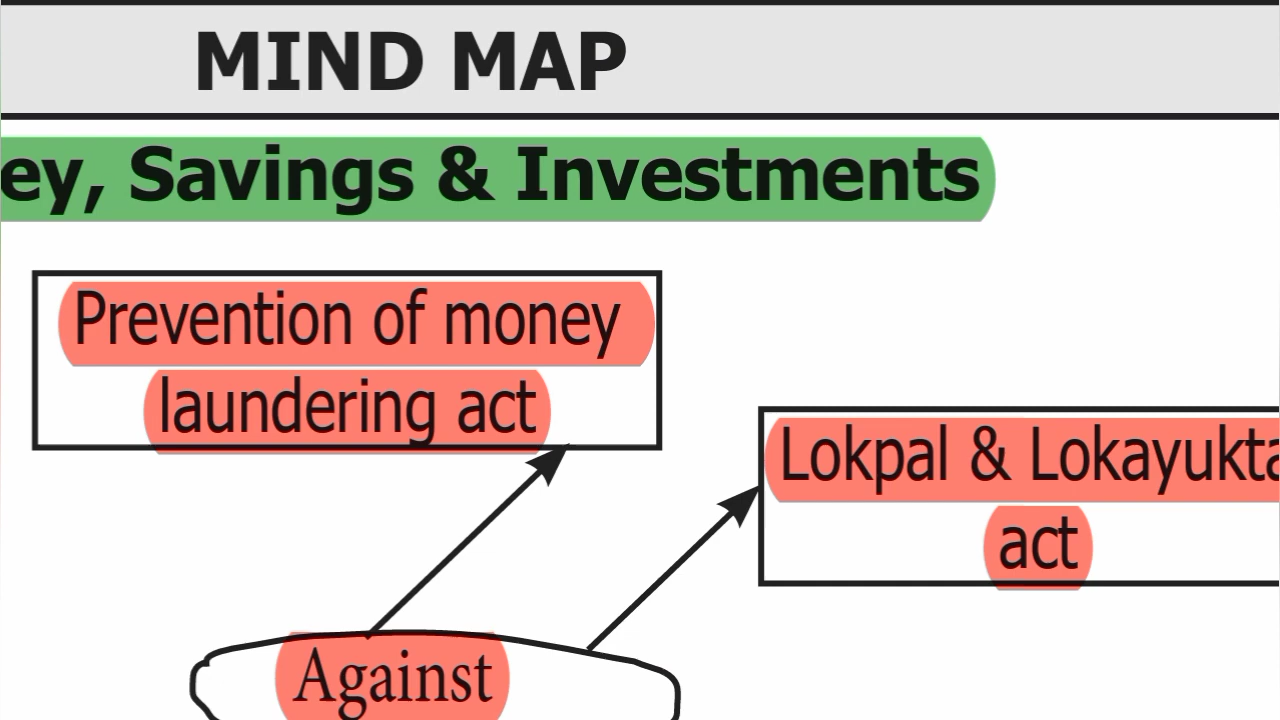 MIND MAP
ey, Savings & Investments
Prevention of money
laundering act
Lokpal & Lokayukta
act
Against